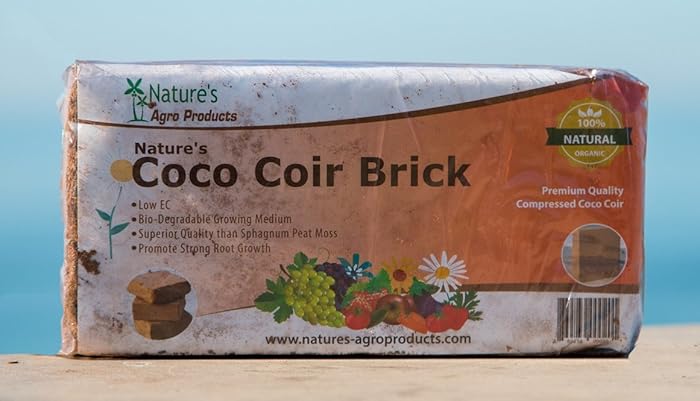 Nature's
Agro Products
Nature's
Coco Coir Brick
• Low EC
• Bio-Degradable Growing Medium
• Superior Quality than Sphagnum Peat Moss
• Promote Strong Root Growth
100%
NATURAL
ORGANIC
Premium Quality
Compressed Coco Coir
www.natures-agroproducts.com